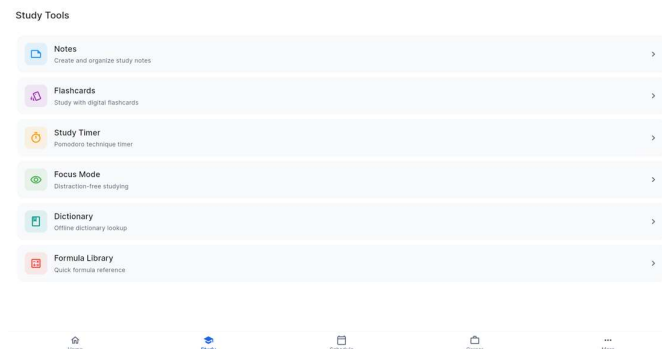 Study Tools
Notes
Create and organize study notes
Flashcards
Study with digital flashcards
Study Timer
Pomodoro technique timer
Focus Mode
Distraction-free studying
Dictionary
Offline dictionary lookup
Formula Library
Quick formula reference